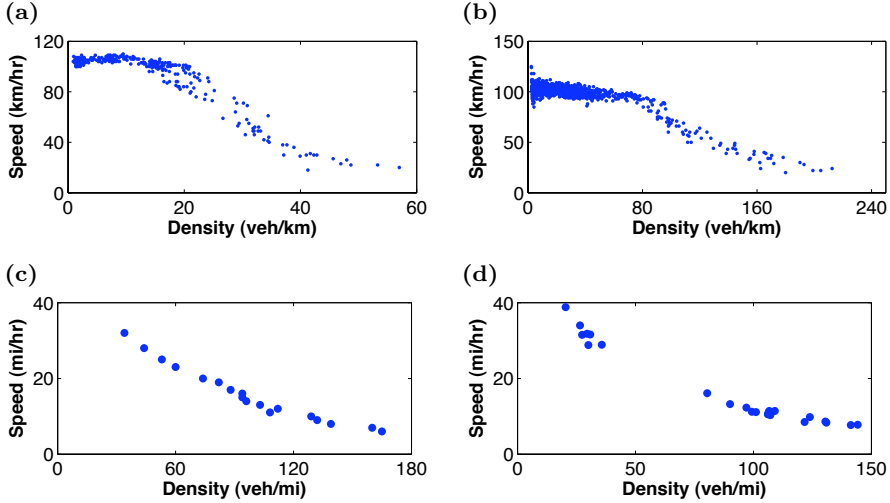 (a)
120
80
40
0
Speed (km/hr)
0 20 40 60
Density (veh/km)
(b)
150
100
50
0
Speed (km/hr)
0 80 160 240
Density (veh/km)
(c)
40
20
0
Speed (mi/hr)
0 60 120 180
Density (veh/mi)
(d)
40
20
0
Speed (mi/hr)
0 50 100 150
Density (veh/mi)